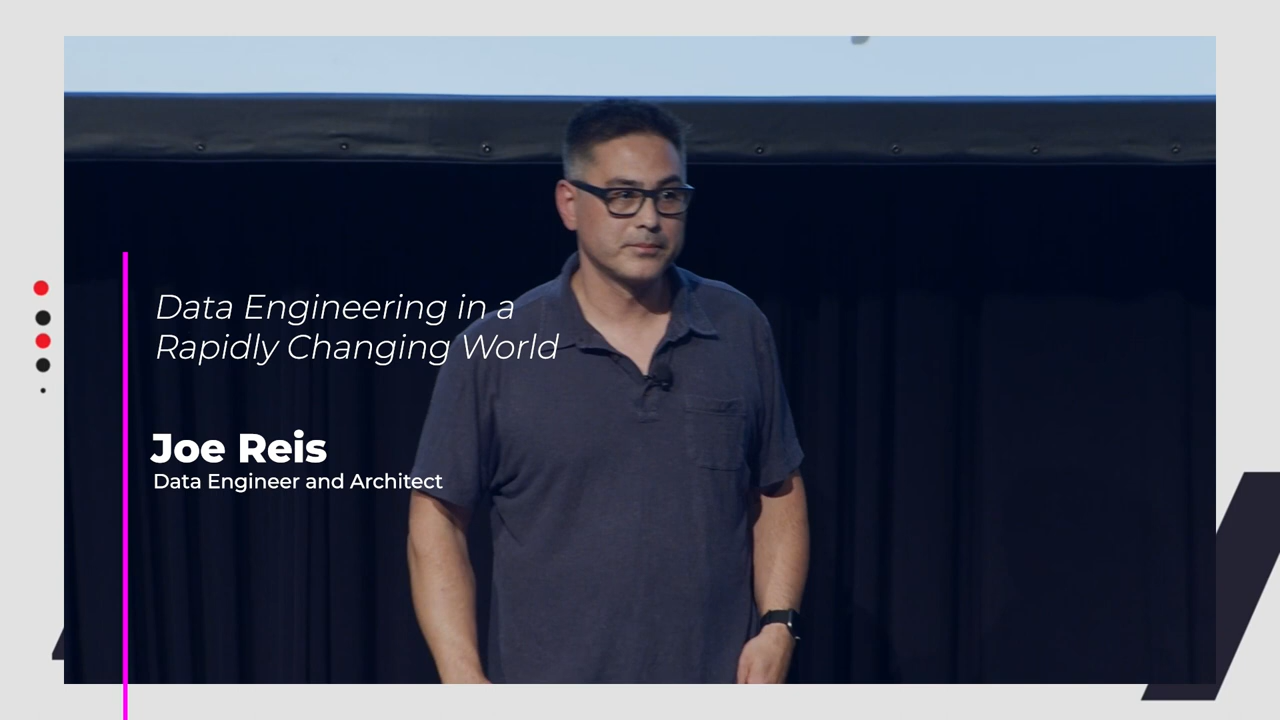 Data Engineering in a
Rapidly Changing World
Joe Reis
Data Engineer and Architect